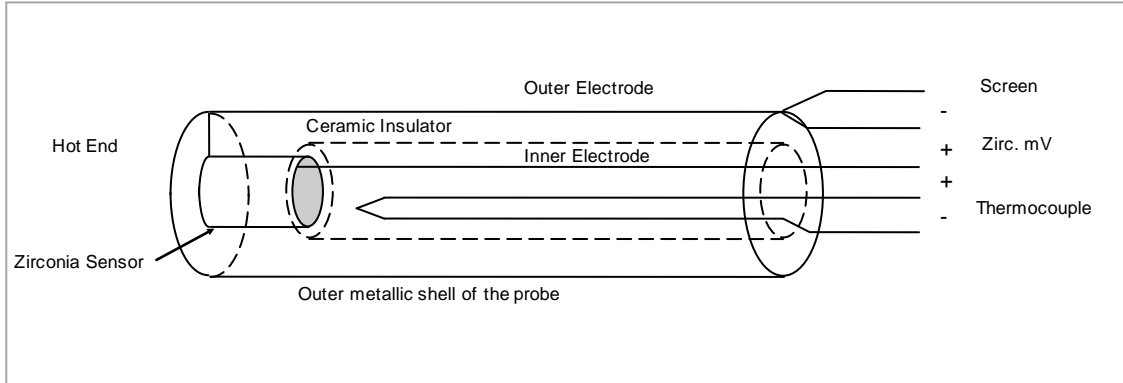 Outer Electrode
Screen
-
Ceramic Insulator
Hot End
Zirc. mV
+
Inner Electrode
+
Thermocouple
-
Zirconia Sensor
Outer metallic shell of the probe